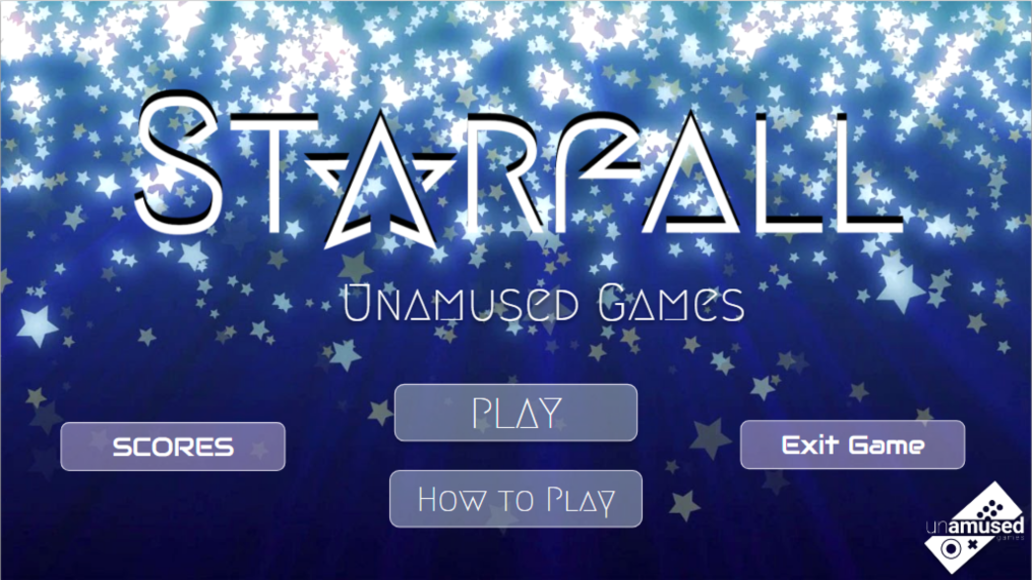 STARFALL
UNAMUSED GAMES
PLAY
SCORES
Exit Game
HOW TO PLAY
unamused
games